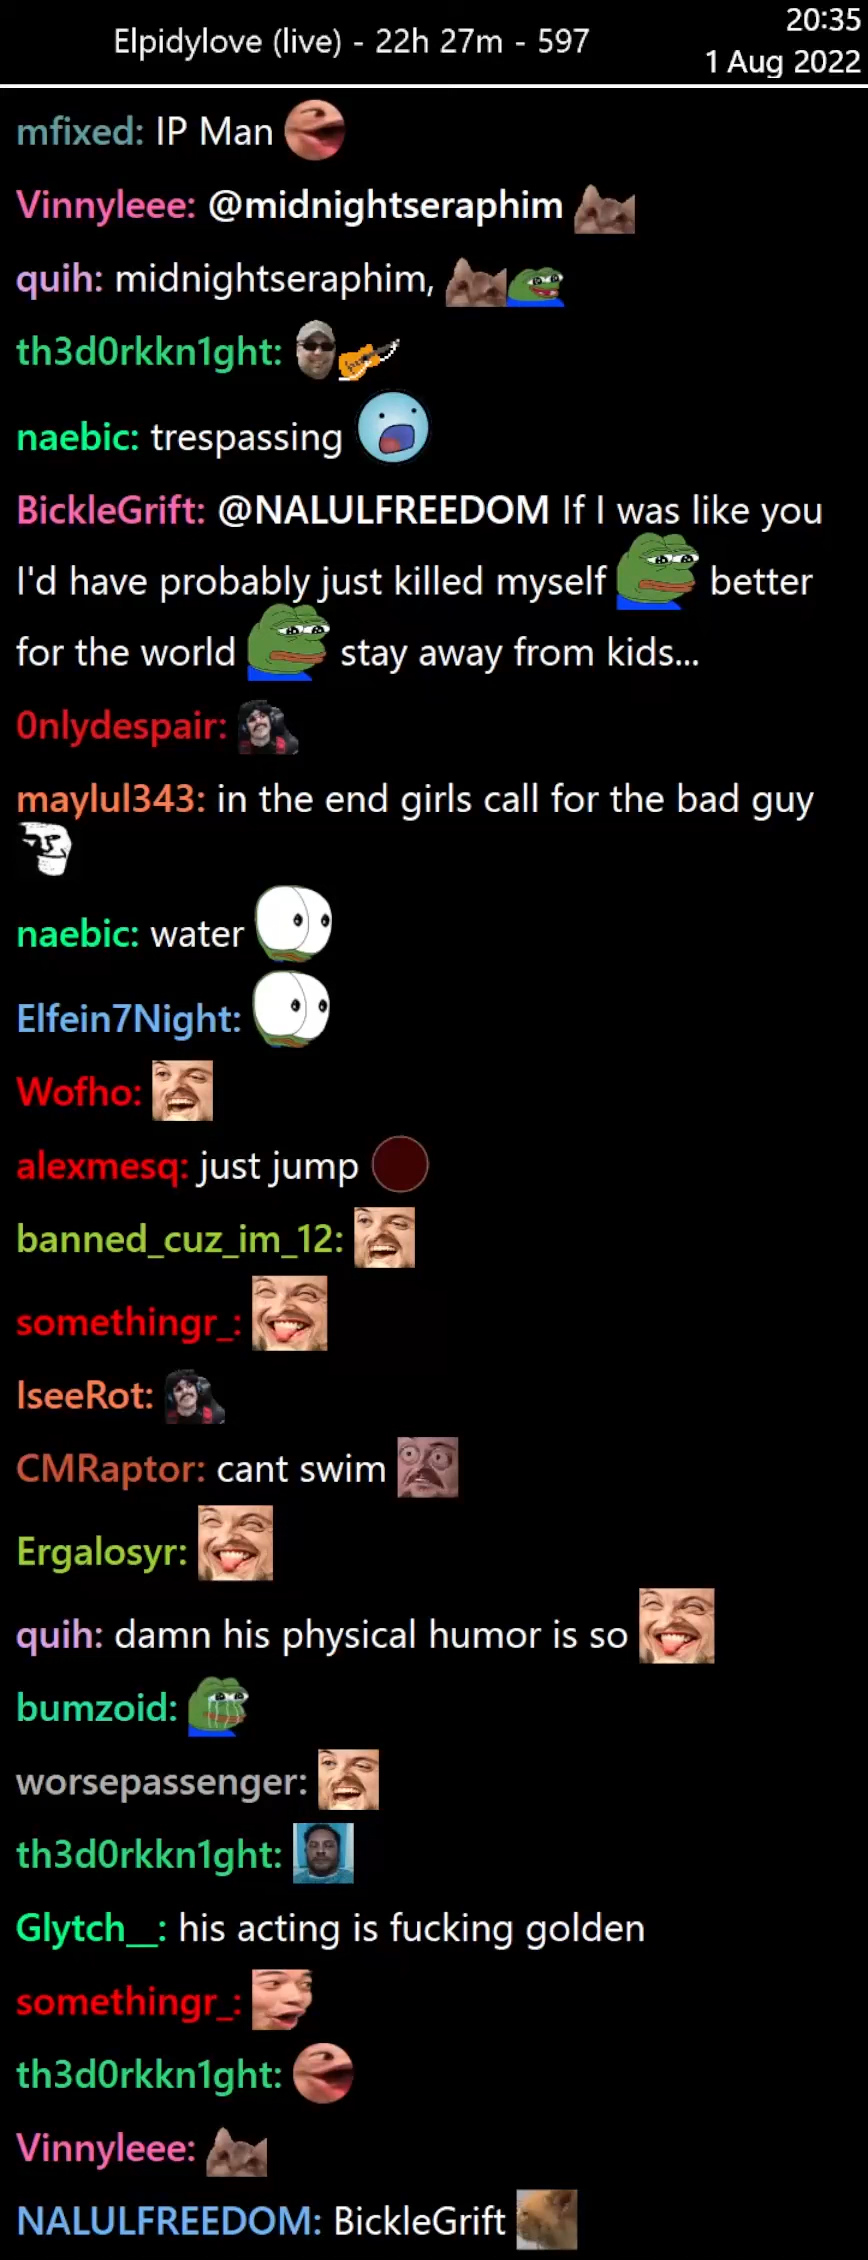 Elpidylove (live) - 22h 27m - 597
20:35
1 Aug 2022
mfixed: IP Man
Vinnyleee: @midnightseraphim
quih: midnightseraphim,
th3d0rkkn1ght:
naebic: trespassing
BickleGrift: @NALULFREEDOM If I was like you
I'd have probably just killed myself better
for the world stay away from kids...
0nlydespair:
maylul343: in the end girls call for the bad guy
naebic: water
Elfein7Night:
Wofho:
alexmesq: just jump
banned_cuz_im_12:
somethingr_:
IseeRot:
CMRaptor: cant swim
Ergalosyr:
quih: damn his physical humor is so
bumzoid:
worsepassenger:
th3d0rkkn1ght:
Glytch__: his acting is fucking golden
somethingr_:
th3d0rkkn1ght:
Vinnyleee:
NALULFREEDOM: BickleGrift